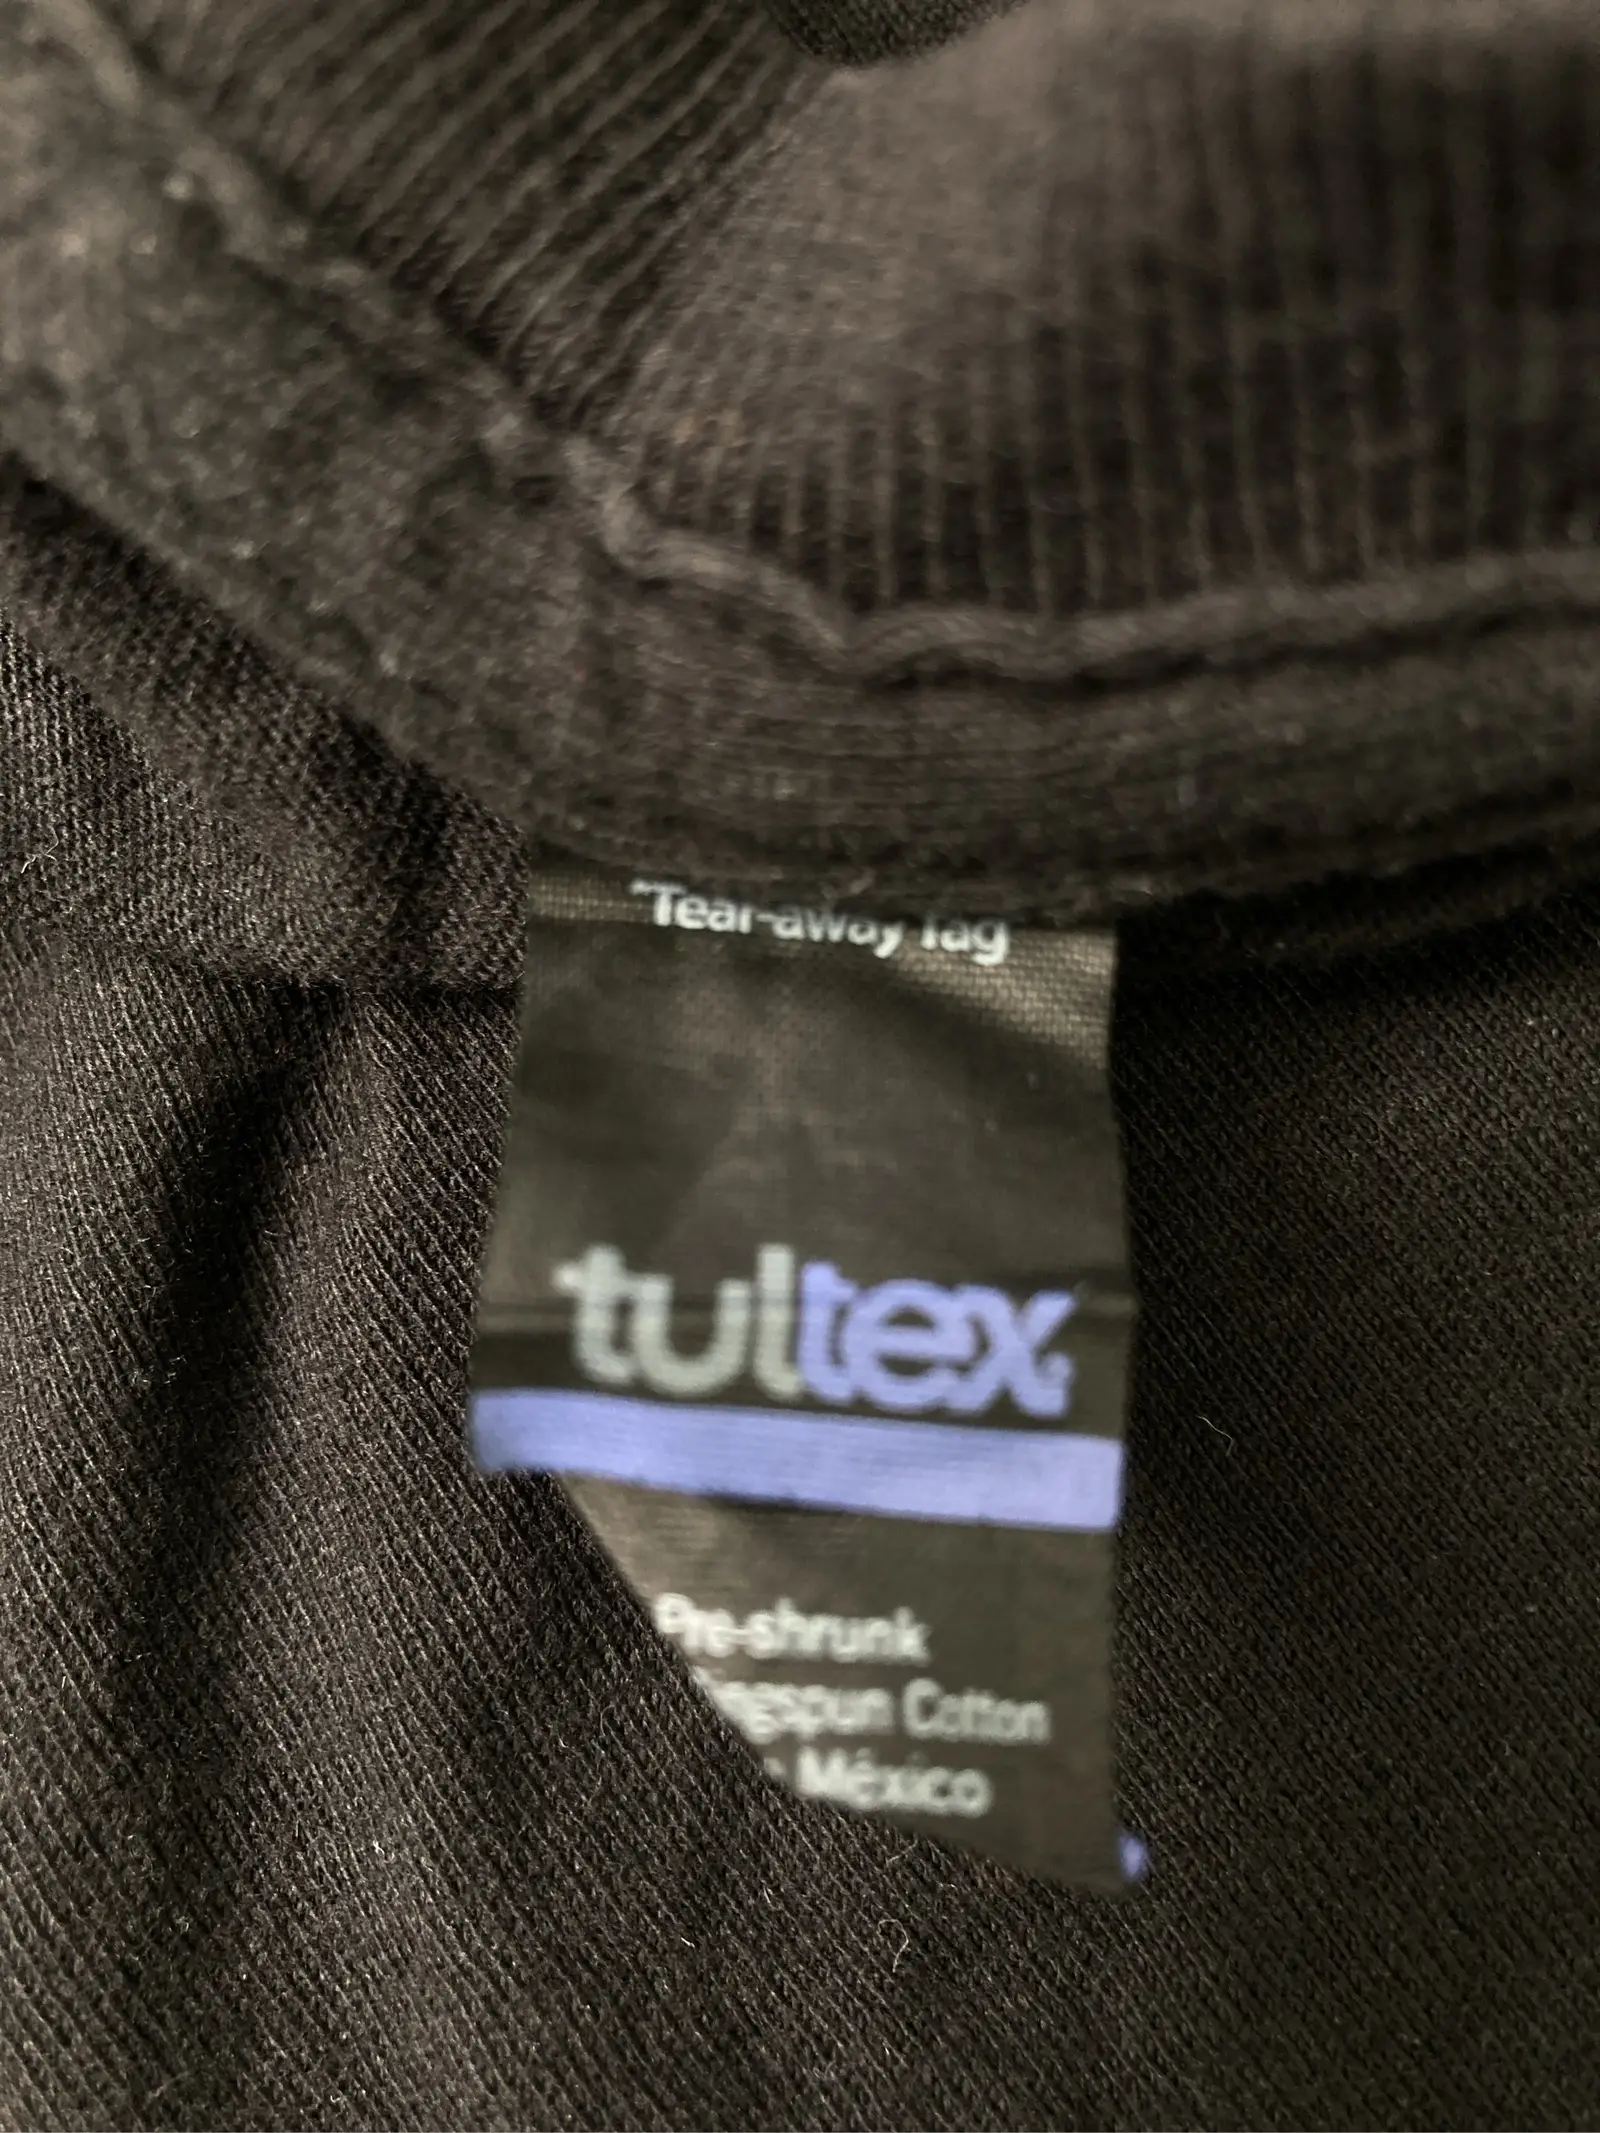 "Tear-away Tag
tultex
Pre-shrunk
Cotton
México